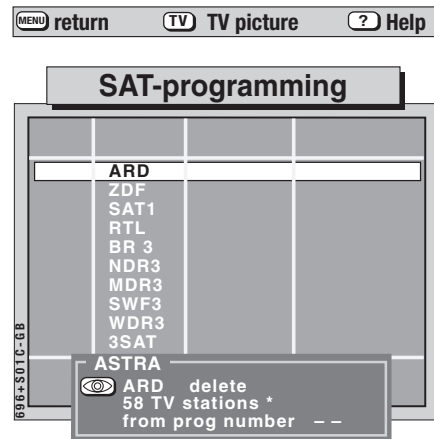 MENU return TV TV picture ? Help
SAT-programming
ARD
ZDF
SAT1
RTL
BR 3
NDR3
MDR3
SWF3
WDR3
3SAT
ASTRA
ARD delete
58 TV stations *
from prog number – –
696+S01C-GB